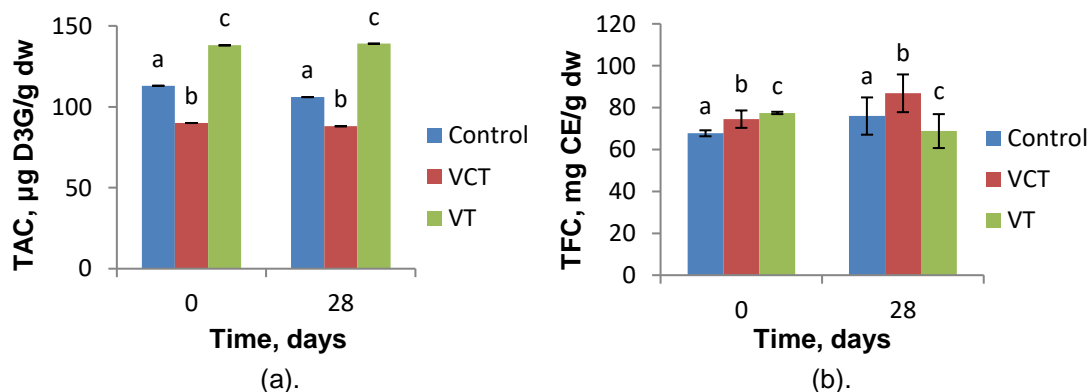 TAC, µg D3G/g dw
150
100
50
0
a
b
c
a
b
c
0
28
Time, days
Control
VCT
VT
(a).
TFC, mg CE/g dw
120
100
80
60
40
20
0
a
b
c
a
b
c
0
28
Time, days
Control
VCT
VT
(b).